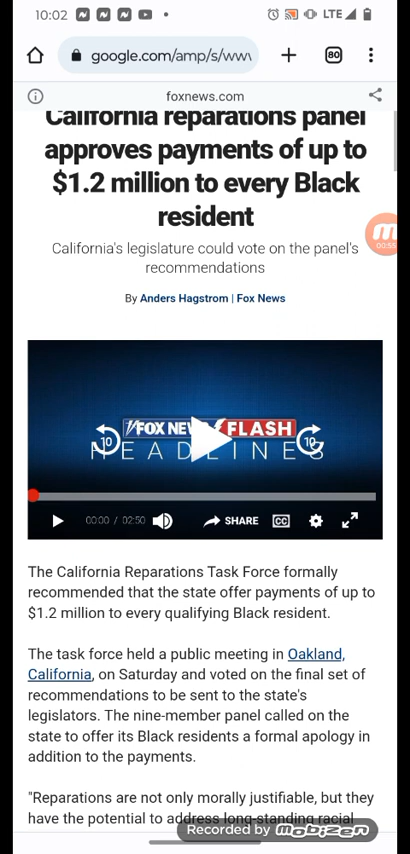 10:02
LTE
google.com/amp/s/www
80
foxnews.com
California reparations panel
approves payments of up to
$1.2 million to every Black
resident
California's legislature could vote on the panel's
recommendations
00:55
By Anders Hagstrom | Fox News
FOX NEWS FLASH
10 10
HEADLINES
00:00 / 02:50 SHARE CC
The California Reparations Task Force formally
recommended that the state offer payments of up to
$1.2 million to every qualifying Black resident.
The task force held a public meeting in Oakland,
California, on Saturday and voted on the final set of
recommendations to be sent to the state's
legislators. The nine-member panel called on the
state to offer its Black residents a formal apology in
addition to the payments.
"Reparations are not only morally justifiable, but they
have the potential to address long-standing racial
Recorded by mobizen